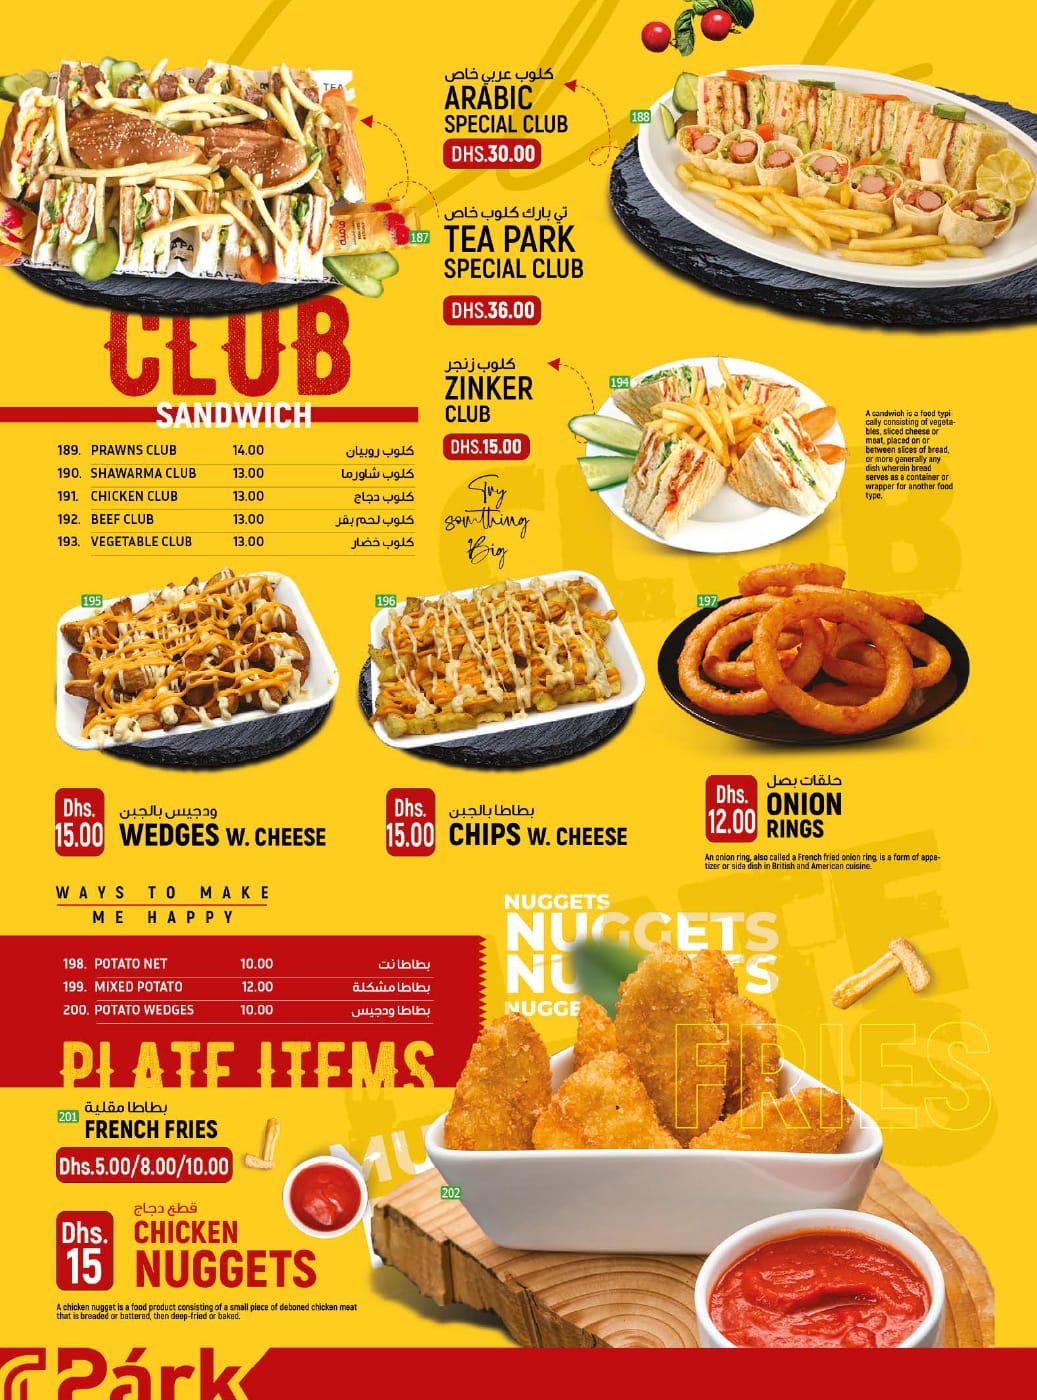 كلوب عربي خاص
ARABIC
SPECIAL CLUB
DHS.30.00
188
تي بارك كلوب خاص
187
TEA PARK
SPECIAL CLUB
DHS.36.00
CLUB
SANDWICH
189. PRAWNS CLUB 14.00 كلوب روبيان
190. SHAWARMA CLUB 13.00 كلوب شاورما
191. CHICKEN CLUB 13.00 كلوب دجاج
192. BEEF CLUB 13.00 كلوب لحم بقر
193. VEGETABLE CLUB 13.00 كلوب خضار
كلوب زنجر
ZINKER
CLUB
DHS.15.00
194
Try
something
Big
A sandwich is a food typi-
cally consisting of vegeta-
bles, sliced cheese or
meat, placed on or
between slices of bread,
or more generally any
dish wherein bread
serves as a container or
wrapper for another food
type.
195
196
197
Dhs.
15.00
ودجيس بالجبن
WEDGES W. CHEESE
Dhs.
15.00
بطاطا بالجبن
CHIPS W. CHEESE
Dhs.
12.00
حلقات بصل
ONION
RINGS
An onion ring, also called a French fried onion ring, is a form of appe-
tizer or side dish in British and American cuisine.
WAYS TO MAKE
ME HAPPY
198. POTATO NET 10.00 بطاطا نت
199. MIXED POTATO 12.00 بطاطا مشكلة
200. POTATO WEDGES 10.00 بطاطا ودجيس
PLATE ITEMS
NUGGETS
NUGGETS
FRIES
201
بطاطا مقلية
FRENCH FRIES
Dhs.5.00/8.00/10.00
202
Dhs.
15
قطع دجاج
CHICKEN
NUGGETS
A chicken nugget is a food product consisting of a small piece of deboned chicken meat
that is breaded or battered, then deep-fried or baked.
Párk